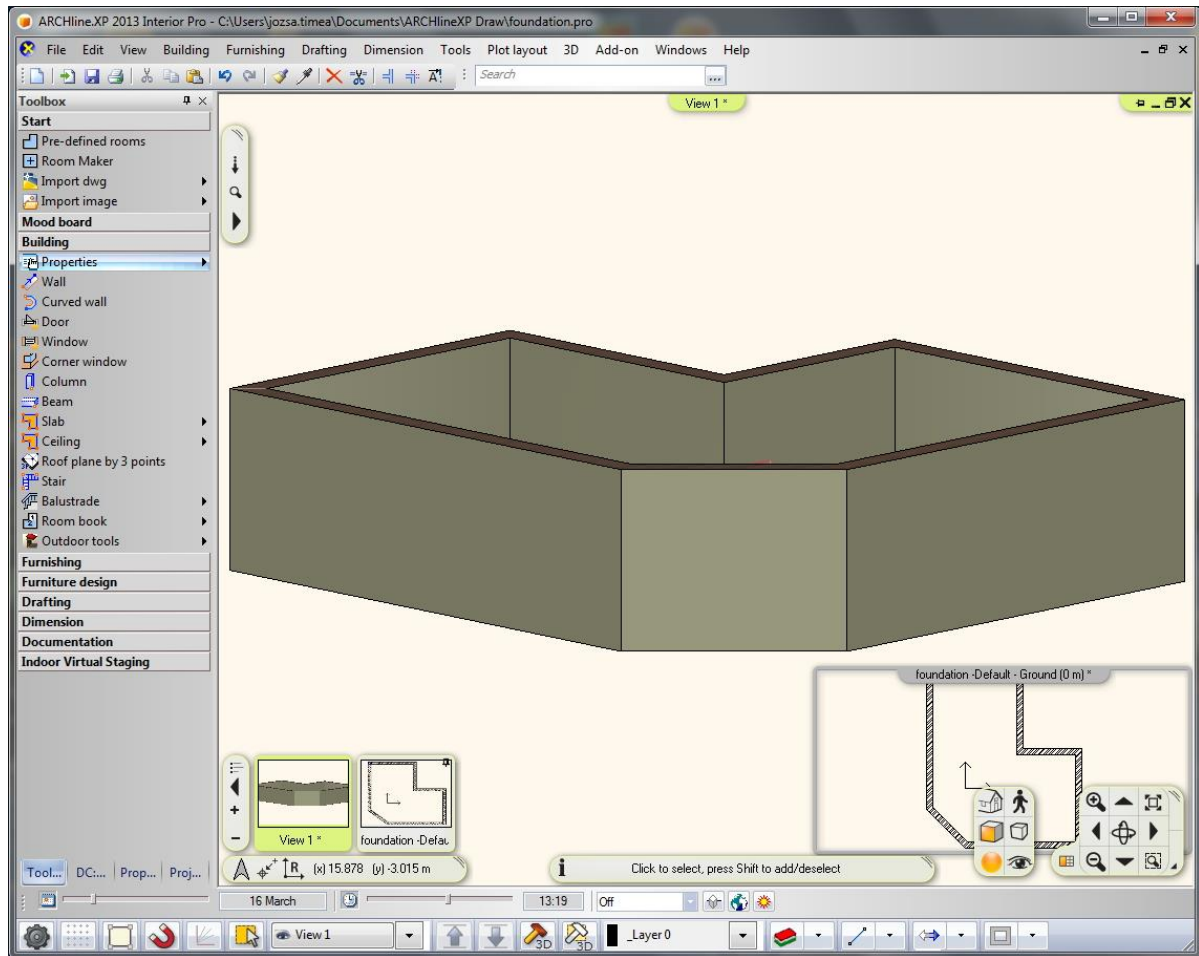 ARCHline.XP 2013 Interior Pro - C:\Users\jozsa.timea\Documents\ARCHlineXP Draw\foundation.pro
File Edit View Building Furnishing Drafting Dimension Tools Plot layout 3D Add-on Windows Help
Search
Toolbox
View 1 *
Start
Pre-defined rooms
Room Maker
Import dwg
Import image
Mood board
Building
Properties
Wall
Curved wall
Door
Window
Corner window
Column
Beam
Slab
Ceiling
Roof plane by 3 points
Stair
Balustrade
Room book
Outdoor tools
Furnishing
Furniture design
Drafting
Dimension
Documentation
Indoor Virtual Staging
foundation -Default - Ground (0 m) *
View 1 *
foundation -Defau
Tool... DC:... Prop... Proj...
R, (x) 15.878 (y) -3.015 m
i Click to select, press Shift to add/deselect
16 March 13:19 Off
View 1
3D 3D
_Layer 0